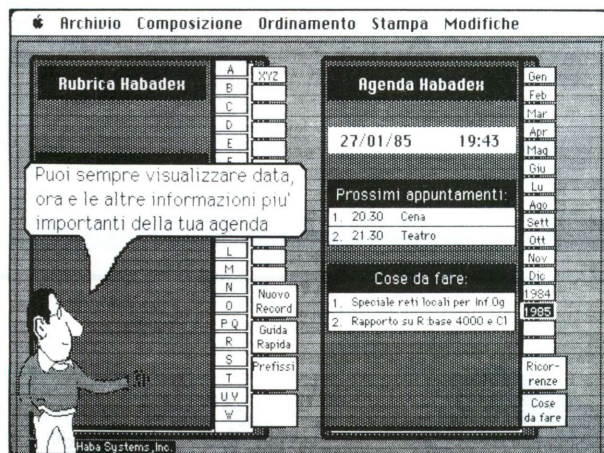 Archivio Composizione Ordinamento Stampa Modifiche
Rubrica Habadex
A
B
C
D
E
F
XYZ
Puoi sempre visualizzare data,
ora e le altre informazioni piu'
importanti della tua agenda
L
M
N
O
P Q
R
S
T
U V
W
Nuovo
Record
Guida
Rapida
Prefissi
Haba Systems, Inc.
Agenda Habadex
27/01/85 19:43
Prossimi appuntamenti:
1. 20.30 Cena
2. 21.30 Teatro
Cose da fare:
1. Speciale reti locali per Inf.Og
2. Rapporto su R:base 4000 e C1
Gen
Feb
Mar
Apr
Mag
Giu
Lu
Ago
Sett
Ott
Nov
Dic
1984
1985
Ricor-
renze
Cose
da fare